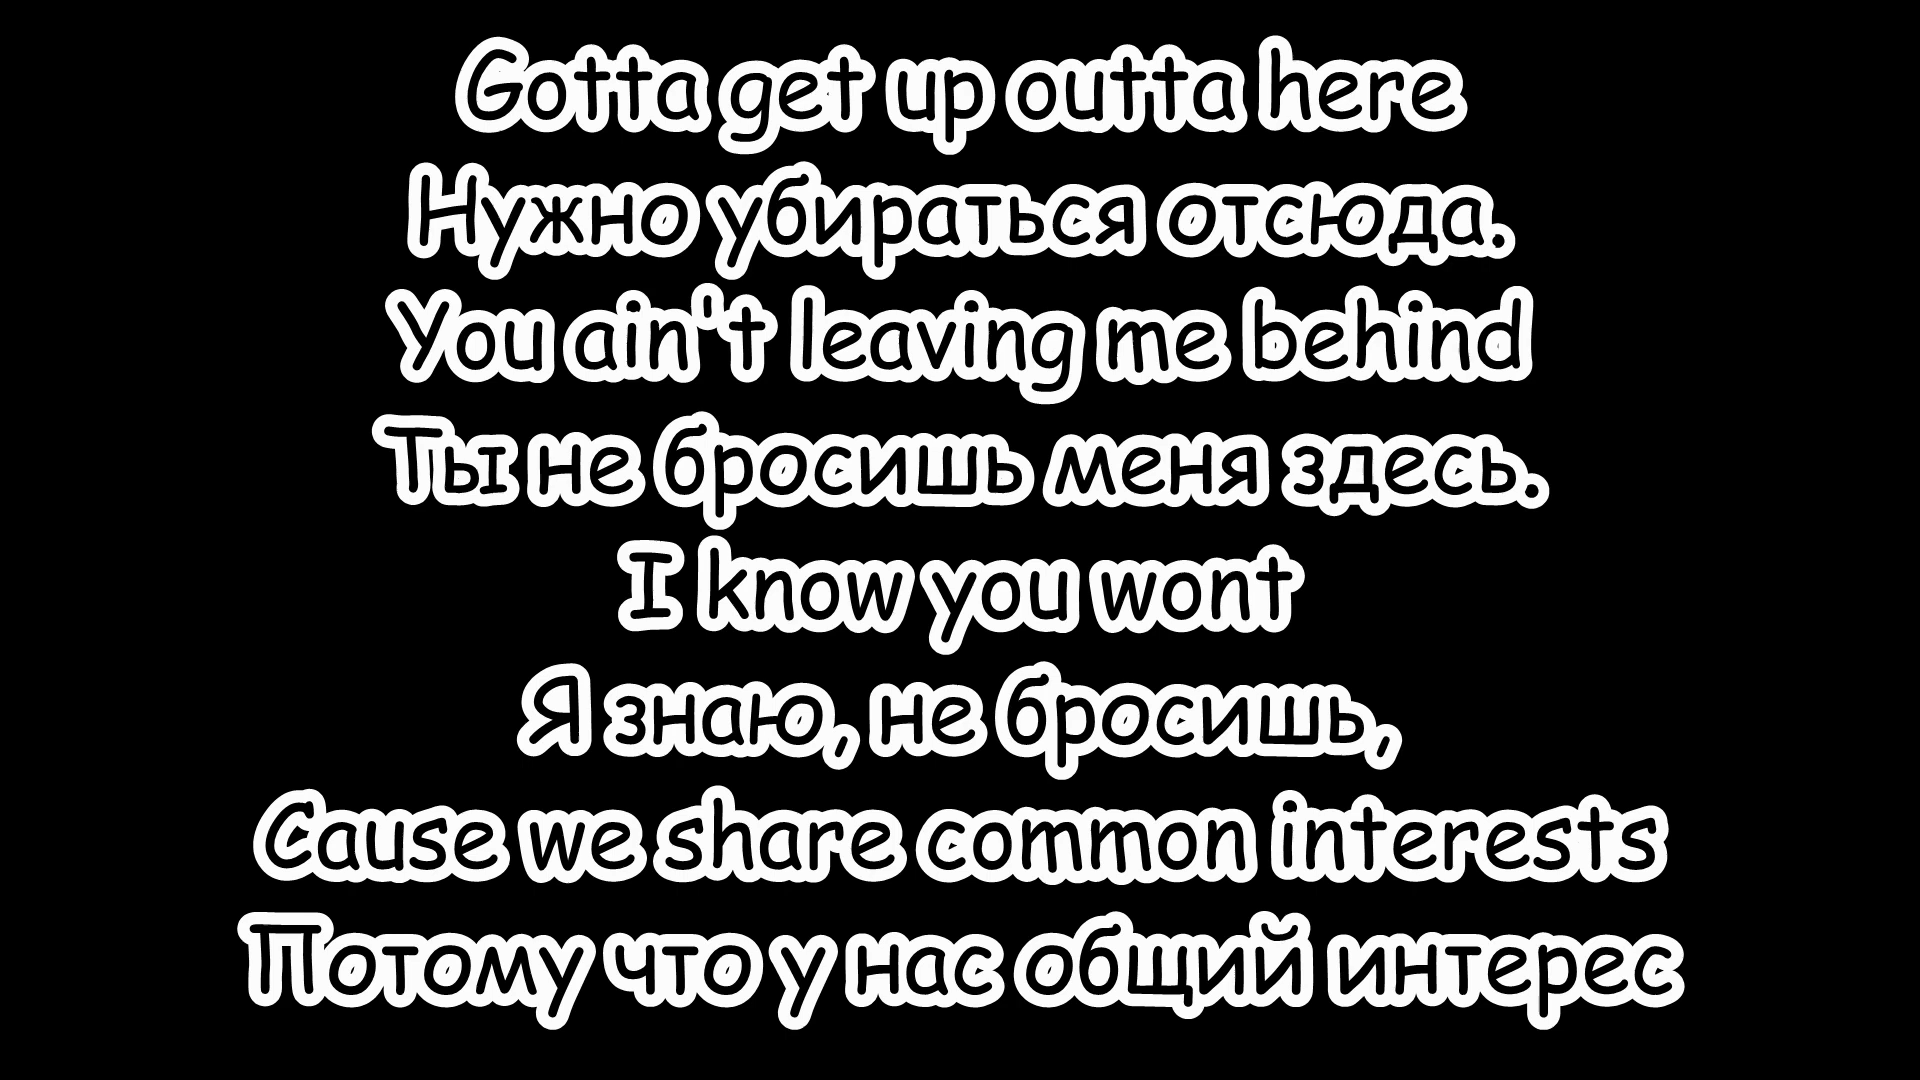 Gotta get up outta here
Нужно убираться отсюда.
You ain't leaving me behind
Ты не бросишь меня здесь.
I know you wont
Я знаю, не бросишь,
Cause we share common interests
Потому что у нас общий интерес